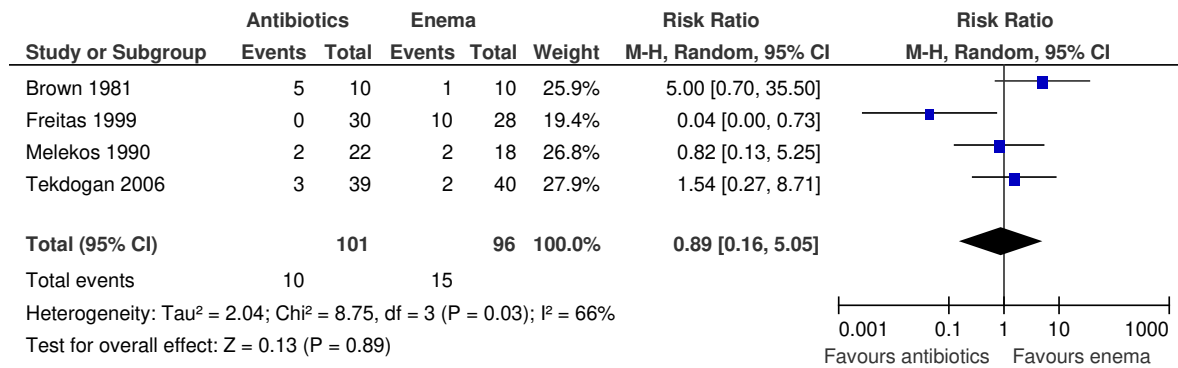 Antibiotics Enema Risk Ratio Risk Ratio
Study or Subgroup Events Total Events Total Weight M-H, Random, 95% CI M-H, Random, 95% CI
Brown 1981 5 10 1 10 25.9% 5.00 [0.70, 35.50]
Freitas 1999 0 30 10 28 19.4% 0.04 [0.00, 0.73]
Melekos 1990 2 22 2 18 26.8% 0.82 [0.13, 5.25]
Tekdogan 2006 3 39 2 40 27.9% 1.54 [0.27, 8.71]
Total (95% CI) 101 96 100.0% 0.89 [0.16, 5.05]
Total events 10 15
Heterogeneity: Tau² = 2.04; Chi² = 8.75, df = 3 (P = 0.03); I² = 66%
Test for overall effect: Z = 0.13 (P = 0.89)
0.001 0.1 1 10 1000
Favours antibiotics Favours enema